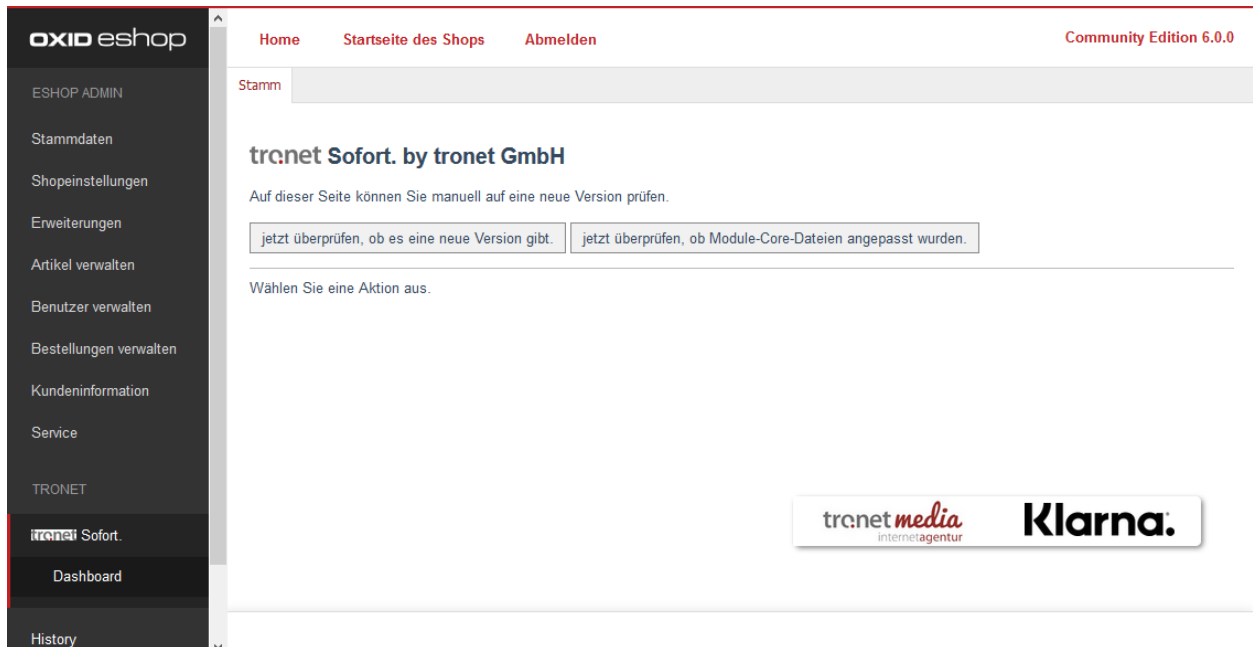 OXID eshop
Home Startseite des Shops Abmelden Community Edition 6.0.0
Stamm
ESHOP ADMIN
Stammdaten
Shopeinstellungen
Erweiterungen
Artikel verwalten
Benutzer verwalten
Bestellungen verwalten
Kundeninformation
Service
TRONET
tronet Sofort.
Dashboard
History
tronet Sofort. by tronet GmbH
Auf dieser Seite können Sie manuell auf eine neue Version prüfen.
jetzt überprüfen, ob es eine neue Version gibt. jetzt überprüfen, ob Module-Core-Dateien angepasst wurden.
Wählen Sie eine Aktion aus.
tronet media Klarna.
internetagentur